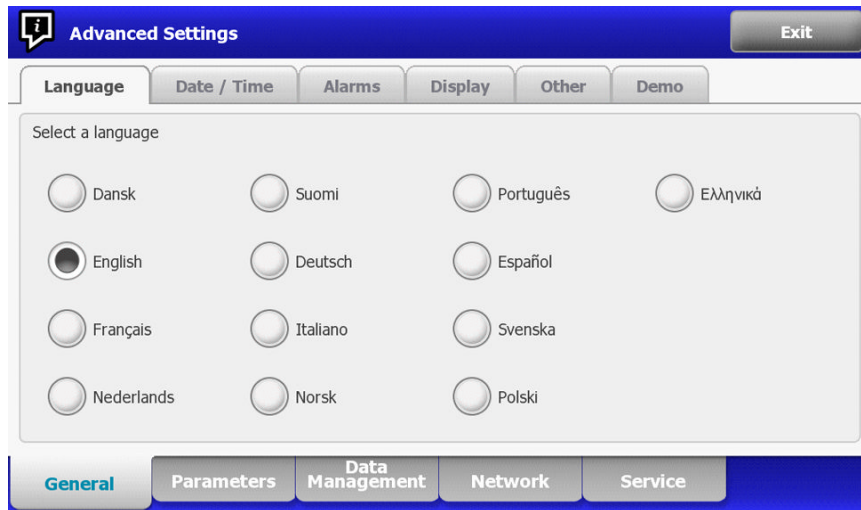 Advanced Settings
Exit
Language
Date / Time
Alarms
Display
Other
Demo
Select a language
Dansk
Suomi
Português
Ελληνικά
English
Deutsch
Español
Français
Italiano
Svenska
Nederlands
Norsk
Polski
General
Parameters
Data
Management
Network
Service